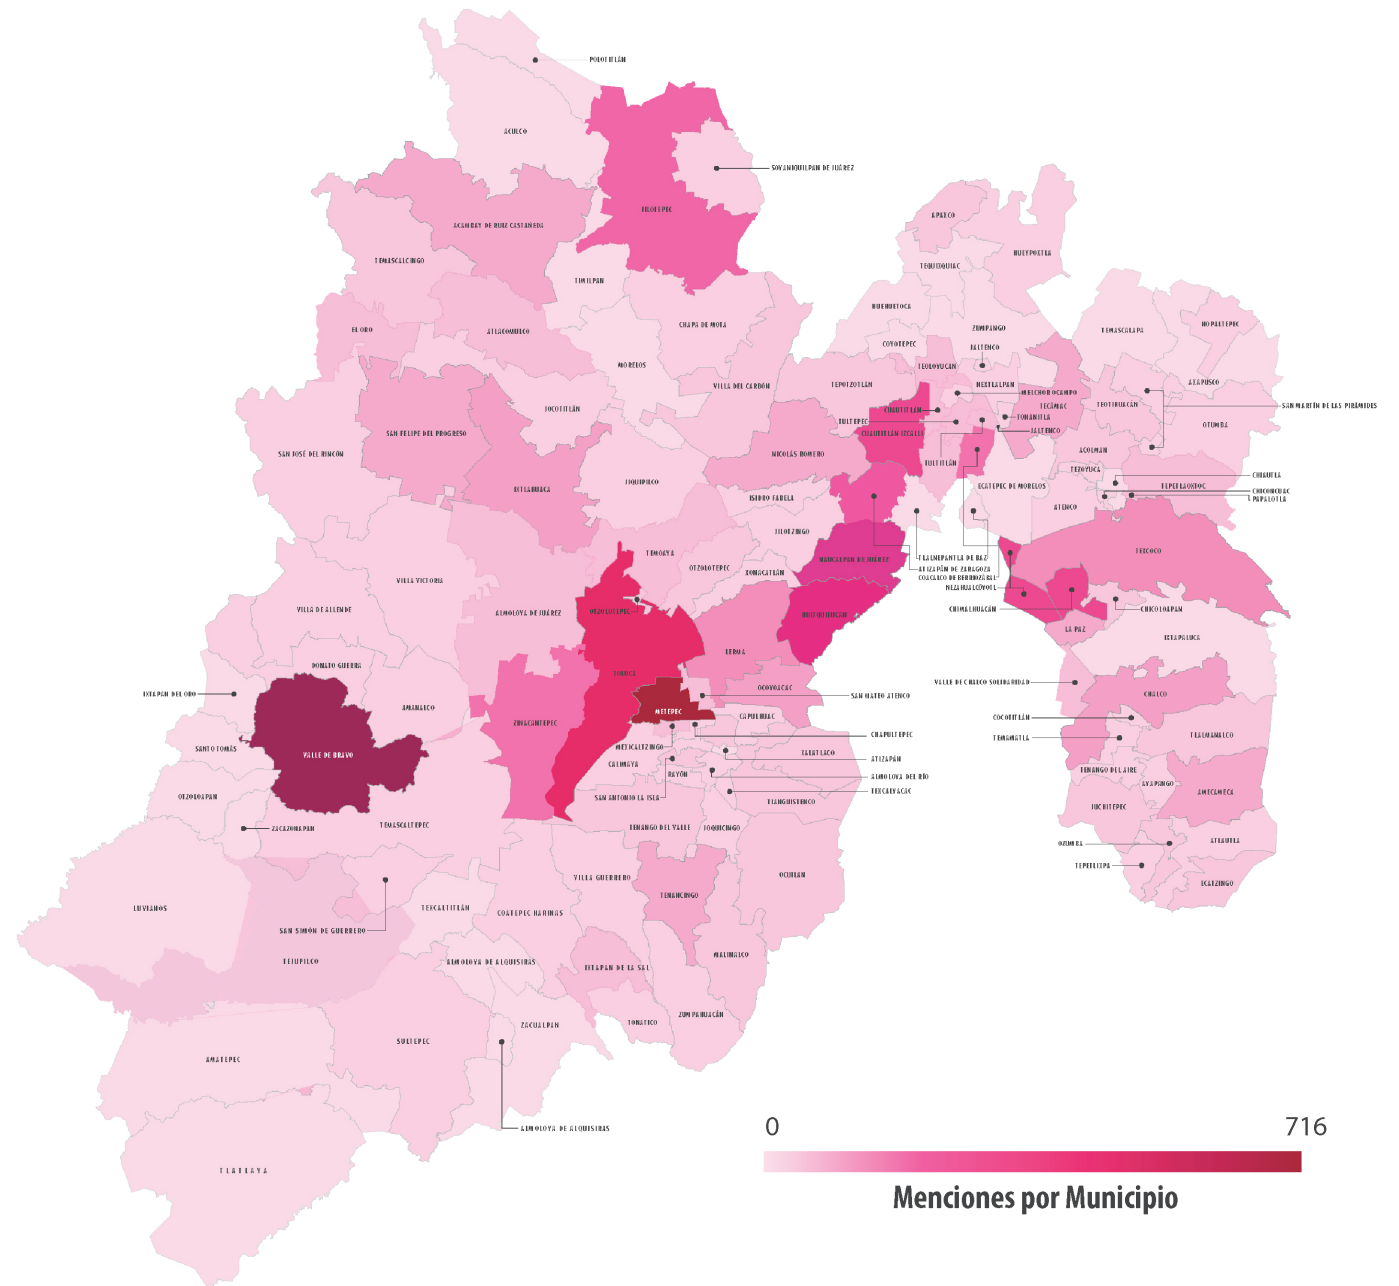 POLOTITLÁN
ACULCO
SOYANIQUILPAN DE JUÁREZ
JILOTEPEC
ACAMBAY DE RUIZ CASTAÑEDA
TEMASCALCINGO
TIMILPAN
APAXCO
HUEYPOXTLA
TEQUIXQUIAC
HUEHUETOCA
ZUMPANGO
TEMASCALAPA
NOPALTEPEC
EL ORO
ATLACOMULCO
CHAPA DE MOTA
COYOTEPEC
JALTENCO
MORELOS
TEOLOYUCAN
VILLA DEL CARBÓN
TEPOTZOTLÁN
NEXTLALPAN
AXAPUSCO
MELCHOR OCAMPO
SAN MARTÍN DE LAS PIRÁMIDES
JOCOTITLÁN
CUAUTITLÁN
TECÁMAC
TEOTIHUACÁN
TONANITLA
TULTEPEC
OTUMBA
SAN FELIPE DEL PROGRESO
CUAUTITLÁN IZCALLI
JALTENCO
SAN JOSÉ DEL RINCÓN
NICOLÁS ROMERO
ACOLMAN
TULTITLÁN
TEZOYUCA
CHIAUTLA
JIQUIPILCO
ECATEPEC DE MORELOS
TEPETLAOXTOC
CHICONCUAC
IXTLAHUACA
ISIDRO FABELA
PAPALOTLA
ATENCO
JILOTZINGO
TEMOAYA
TEXCOCO
NAUCALPAN DE JUÁREZ
TLALNEPANTLA DE BAZ
OTZOLOTEPEC
ATIZAPÁN DE ZARAGOZA
XONACATLÁN
COACALCO DE BERRIOZÁBAL
VILLA VICTORIA
NEZAHUALCÓYOTL
VILLA DE ALLENDE
ALMOLOYA DE JUÁREZ
OTZOLOTEPEC
HUIXQUILUCAN
CHIMALHUACÁN
CHICOLOAPAN
LA PAZ
IXTAPALUCA
LERMA
DONATO GUERRA
TOLUCA
VALLE DE CHALCO SOLIDARIDAD
OCOYOACAC
IXTAPAN DEL ORO
SAN MATEO ATENCO
CHALCO
AMANALCO
METEPEC
CAPULHUAC
COCOTITLÁN
ZINACANTEPEC
CHAPULTEPEC
TLALMANALCO
TEMAMATLA
SANTO TOMÁS
MEXICALTZINGO
XALATLACO
VALLE DE BRAVO
ATIZAPÁN
CALIMAYA
TENANGO DEL AIRE
RAYÓN
ALMOLOYA DEL RÍO
AYAPANGO
TEXCALYACAC
AMECAMECA
OTZOLOAPAN
SAN ANTONIO LA ISLA
TIANGUISTENCO
JUCHITEPEC
ZACAZONAPAN
TEMASCALTEPEC
TENANGO DEL VALLE
JOQUICINGO
ATLAUTLA
OZUMBA
TEPETLIXPA
OCUILAN
VILLA GUERRERO
ECATZINGO
TENANCINGO
LUVIANOS
TEXCALTITLÁN
COATEPEC HARINAS
SAN SIMÓN DE GUERRERO
MALINALCO
TEJUPILCO
ALMOLOYA DE ALQUISIRAS
IXTAPAN DE LA SAL
ZUMPAHUACÁN
TONATICO
ZACUALPAN
SULTEPEC
AMATEPEC
ALMOLOYA DE ALQUISIRAS
TLATLAYA
0 716
Menciones por Municipio